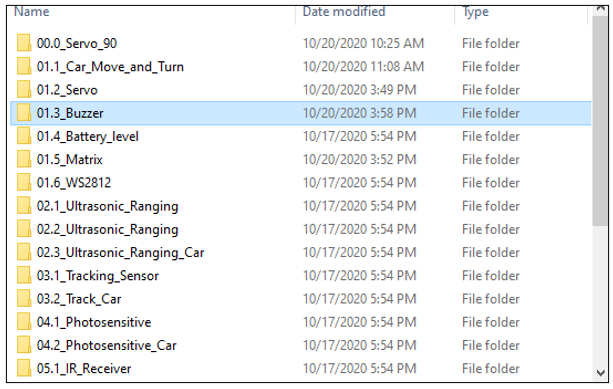 Name Date modified Type
00.0_Servo_90 10/20/2020 10:25 AM File folder
01.1_Car_Move_and_Turn 10/20/2020 11:08 AM File folder
01.2_Servo 10/20/2020 3:49 PM File folder
01.3_Buzzer 10/20/2020 3:58 PM File folder
01.4_Battery_level 10/17/2020 5:54 PM File folder
01.5_Matrix 10/20/2020 3:52 PM File folder
01.6_WS2812 10/17/2020 5:54 PM File folder
02.1_Ultrasonic_Ranging 10/17/2020 5:54 PM File folder
02.2_Ultrasonic_Ranging 10/17/2020 5:54 PM File folder
02.3_Ultrasonic_Ranging_Car 10/17/2020 5:54 PM File folder
03.1_Tracking_Sensor 10/17/2020 5:54 PM File folder
03.2_Track_Car 10/17/2020 5:54 PM File folder
04.1_Photosensitive 10/17/2020 5:54 PM File folder
04.2_Photosensitive_Car 10/17/2020 5:54 PM File folder
05.1_IR_Receiver 10/17/2020 5:54 PM File folder